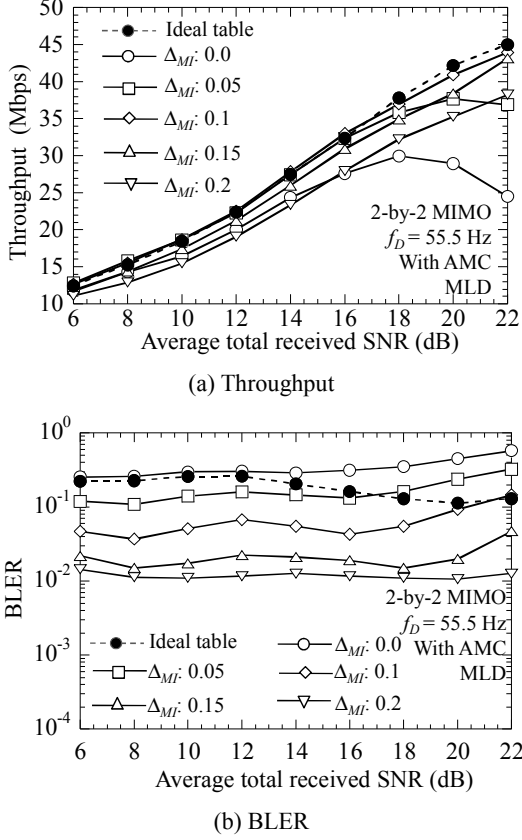 50
45
40
35
30
25
20
15
10
Throughput (Mbps)
Ideal table
Δ_MI: 0.0
Δ_MI: 0.05
Δ_MI: 0.1
Δ_MI: 0.15
Δ_MI: 0.2
2-by-2 MIMO
f_D = 55.5 Hz
With AMC
MLD
6 8 10 12 14 16 18 20 22
Average total received SNR (dB)
(a) Throughput
10^0
10^-1
10^-2
10^-3
10^-4
BLER
2-by-2 MIMO
f_D = 55.5 Hz
With AMC
MLD
Ideal table
Δ_MI: 0.0
Δ_MI: 0.05
Δ_MI: 0.1
Δ_MI: 0.15
Δ_MI: 0.2
6 8 10 12 14 16 18 20 22
Average total received SNR (dB)
(b) BLER